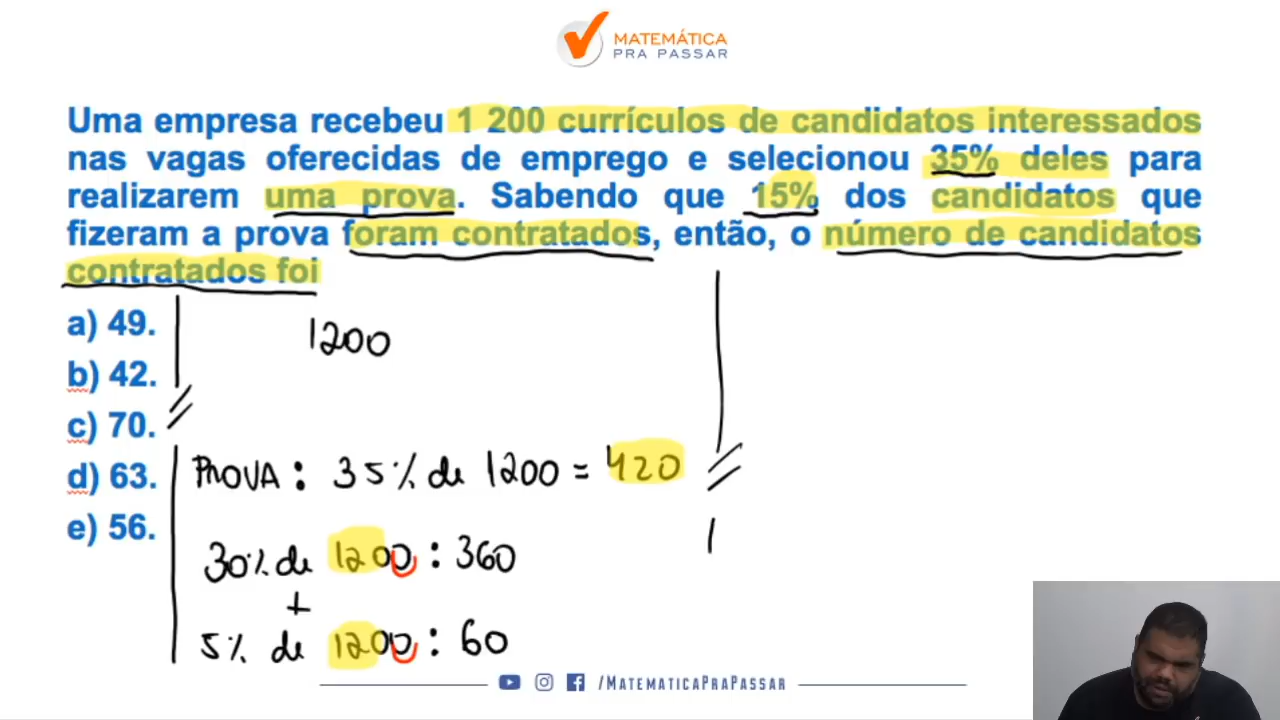 MATEMÁTICA
PRA PASSAR
Uma empresa recebeu 1 200 currículos de candidatos interessados
nas vagas oferecidas de emprego e selecionou 35% deles para
realizarem uma prova. Sabendo que 15% dos candidatos que
fizeram a prova foram contratados, então, o número de candidatos
contratados foi
a) 49.
b) 42.
c) 70.
d) 63.
e) 56.
1200
PROVA: 35% de 1200 = 420
30% de 1200 : 360
+
5% de 1200 : 60
/MATEMATICAPRAPASSAR